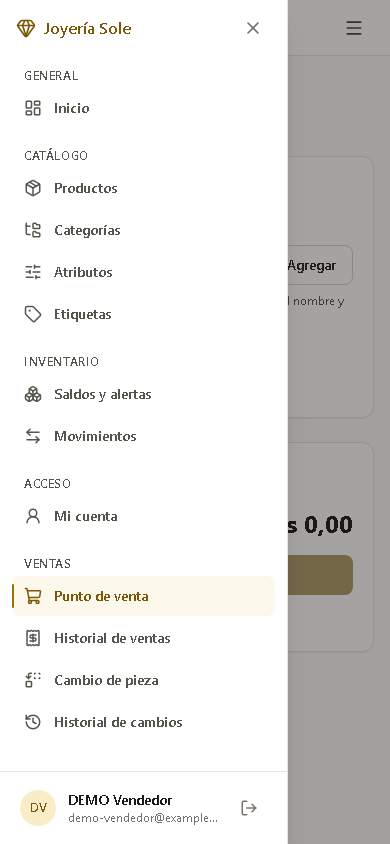 Joyería Sole
GENERAL
Inicio
CATÁLOGO
Productos
Categorías
Atributos
Etiquetas
INVENTARIO
Saldos y alertas
Movimientos
ACCESO
Mi cuenta
VENTAS
Punto de venta
Historial de ventas
Cambio de pieza
Historial de cambios
DV
DEMO Vendedor
demo-vendedor@example...
Agregar
l nombre y
s 0,00